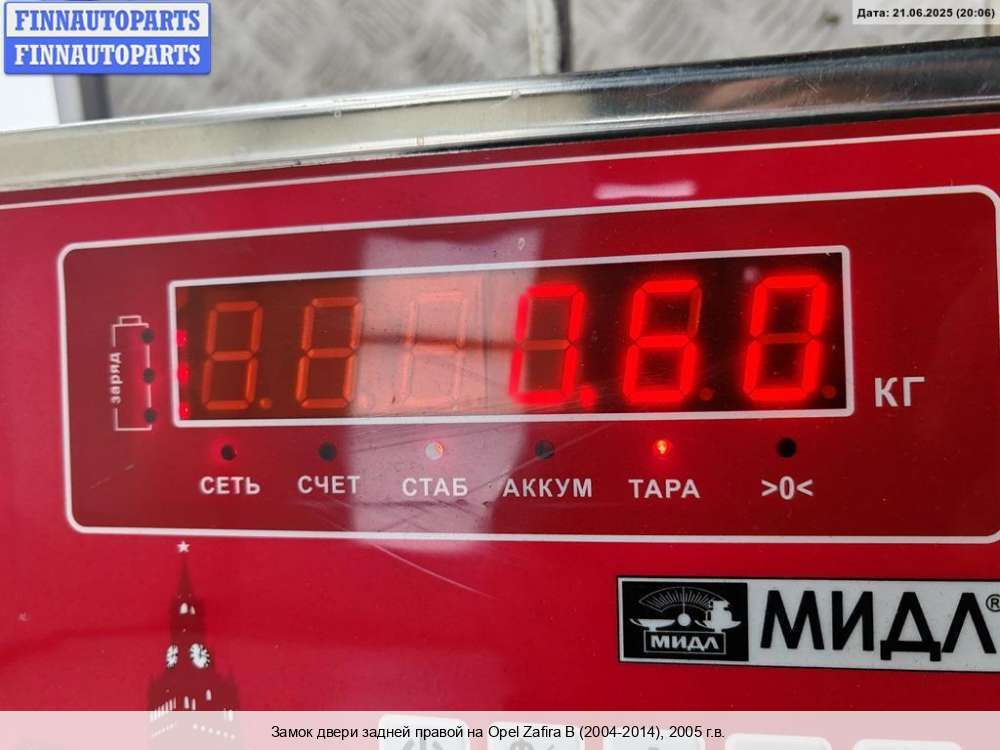 FINNAUTOPARTS
FINNAUTOPARTS
Дата: 21.06.2025 (20:06)
0.60
КГ
заряд
СЕТЬ СЧЕТ СТАБ АККУМ ТАРА >0<
МИДЛ
МИДЛ®
Замок двери задней правой на Opel Zafira B (2004-2014), 2005 г.в.